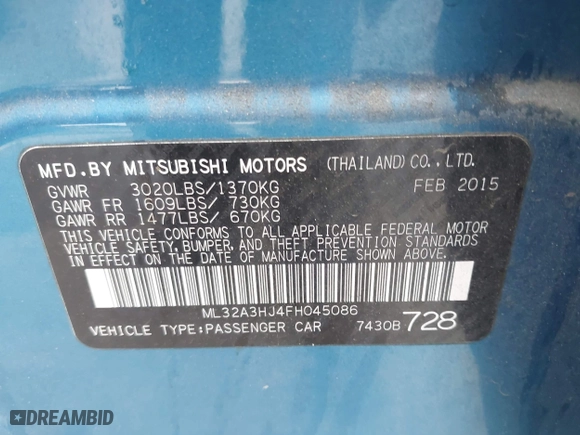 MFD.BY MITSUBISHI MOTORS (THAILAND) CO.,LTD.
GVWR 3020LBS/1370KG FEB 2015
GAWR FR 1609LBS/ 730KG
GAWR RR 1477LBS/ 670KG
THIS VEHICLE CONFORMS TO ALL APPLICABLE FEDERAL MOTOR
VEHICLE SAFETY, BUMPER, AND THEFT PREVENTION STANDARDS
IN EFFECT ON THE DATE OF MANUFACTURE SHOWN ABOVE.
ML32A3HJ4FH045086
VEHICLE TYPE:PASSENGER CAR 7430B 728
DREAMBID